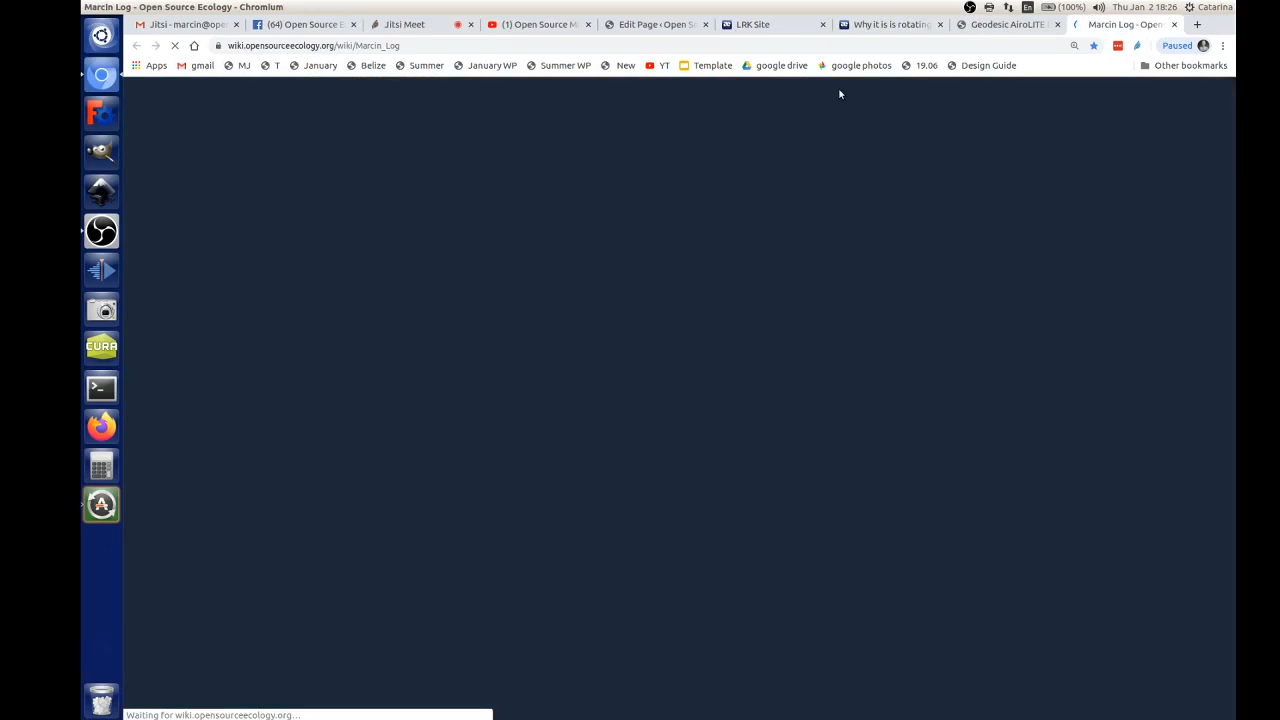 Marcin Log - Open Source Ecology - Chromium
En (100%) Thu Jan 2 18:26 Catarina
Jitsi - marcin@open
(64) Open Source E
Jitsi Meet
(1) Open Source M
Edit Page ‹ Open So
LRK Site
Why it is rotating
Geodesic AiroLITE
Marcin Log - Open
wiki.opensourceecology.org/wiki/Marcin_Log
Paused
Apps gmail MJ T January Belize Summer January WP Summer WP New YT Template google drive google photos 19.06 Design Guide Other bookmarks
CURA
Waiting for wiki.opensourceecology.org...